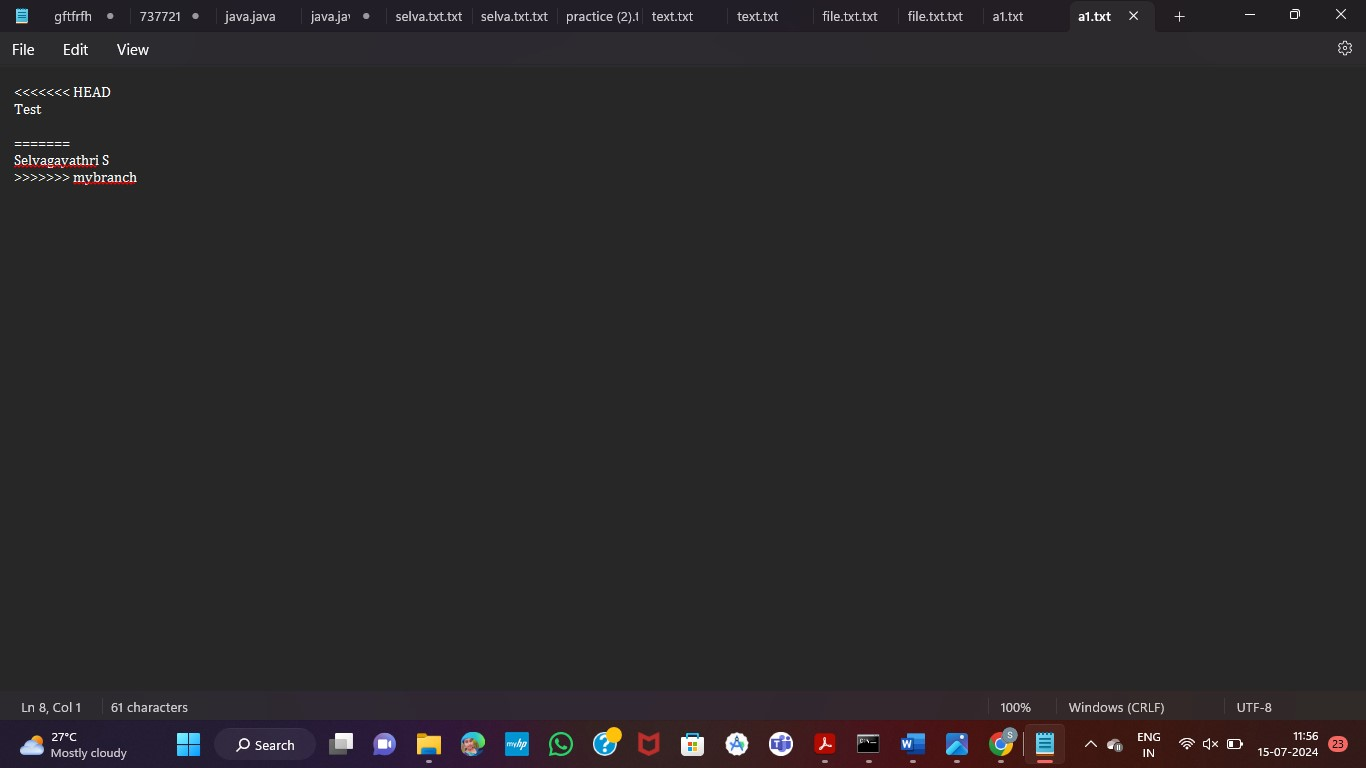 gftfrfh
737721
java.java
java.ja
selva.txt.txt
selva.txt.txt
practice (2).t
text.txt
text.txt
file.txt.txt
file.txt.txt
a1.txt
a1.txt
File Edit View
<<<<<<< HEAD
Test
=======
Selvagayathri S
>>>>>>> mybranch
Ln 8, Col 1
61 characters
100%
Windows (CRLF)
UTF-8
27°C
Mostly cloudy
Search
myhp
S
ENG
IN
11:56
15-07-2024
23